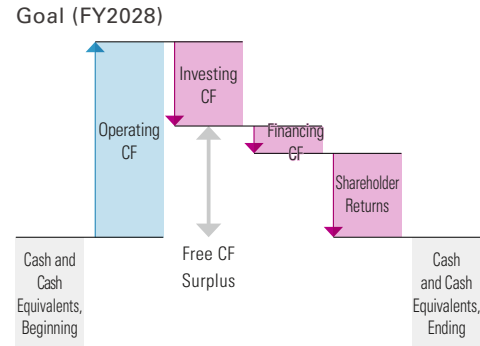 Goal (FY2028)
Investing
CF
Operating
CF
Financing
CF
Shareholder
Returns
Free CF
Surplus
Cash and
Cash
Equivalents,
Beginning
Cash
and Cash
Equivalents,
Ending